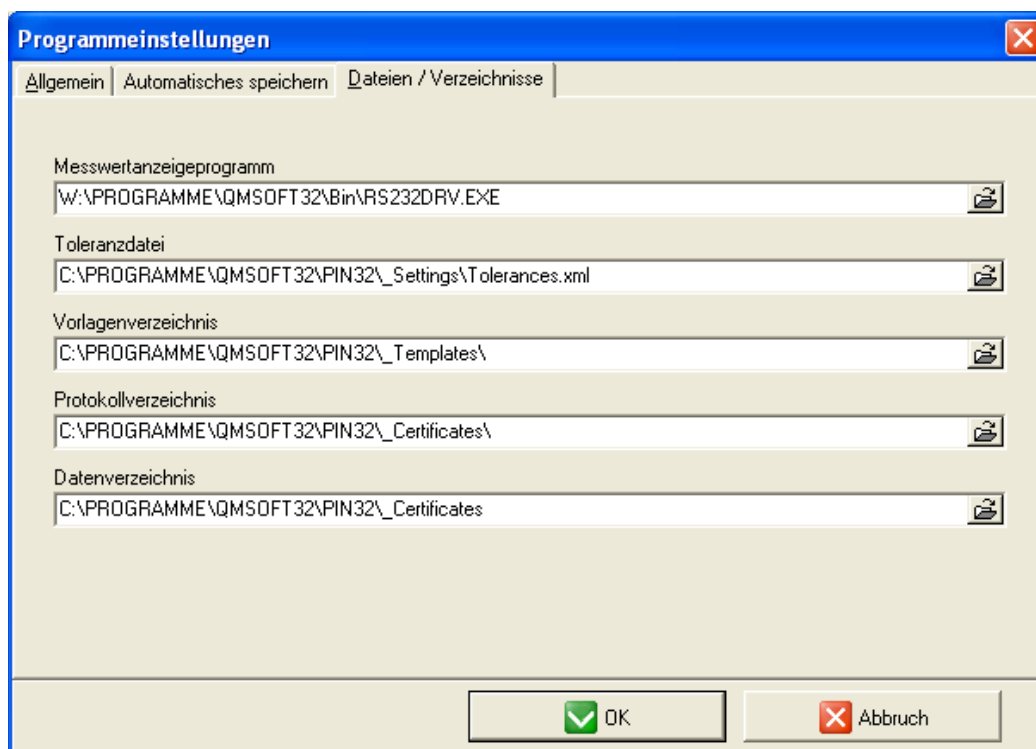 Programmeinstellungen
Allgemein Automatisches speichern Dateien / Verzeichnisse
Messwertanzeigeprogramm
W:\PROGRAMME\QMSOFT32\Bin\RS232DRV.EXE
Toleranzdatei
C:\PROGRAMME\QMSOFT32\PIN32\_Settings\Tolerances.xml
Vorlagenverzeichnis
C:\PROGRAMME\QMSOFT32\PIN32\_Templates\
Protokollverzeichnis
C:\PROGRAMME\QMSOFT32\PIN32\_Certificates\
Datenverzeichnis
C:\PROGRAMME\QMSOFT32\PIN32\_Certificates
OK Abbruch